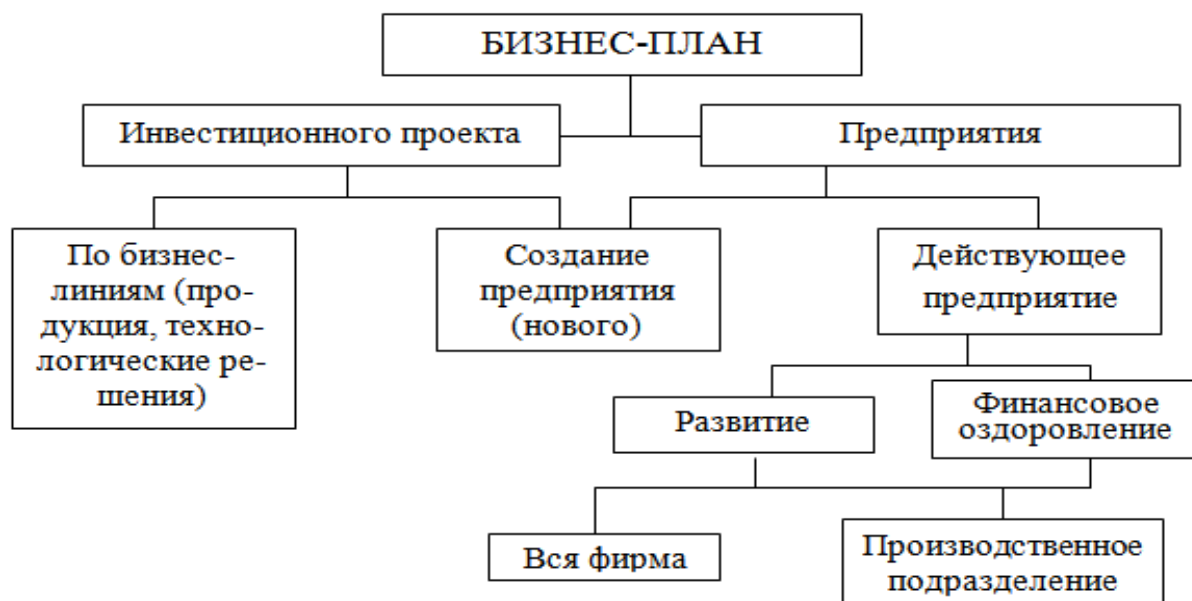 БИЗНЕС-ПЛАН
Инвестиционного проекта
Предприятия
По бизнес-
линиям (про-
дукция, техно-
логические ре-
шения)
Создание
предприятия
(нового)
Действующее
предприятие
Развитие
Финансовое
оздоровление
Вся фирма
Производственное
подразделение